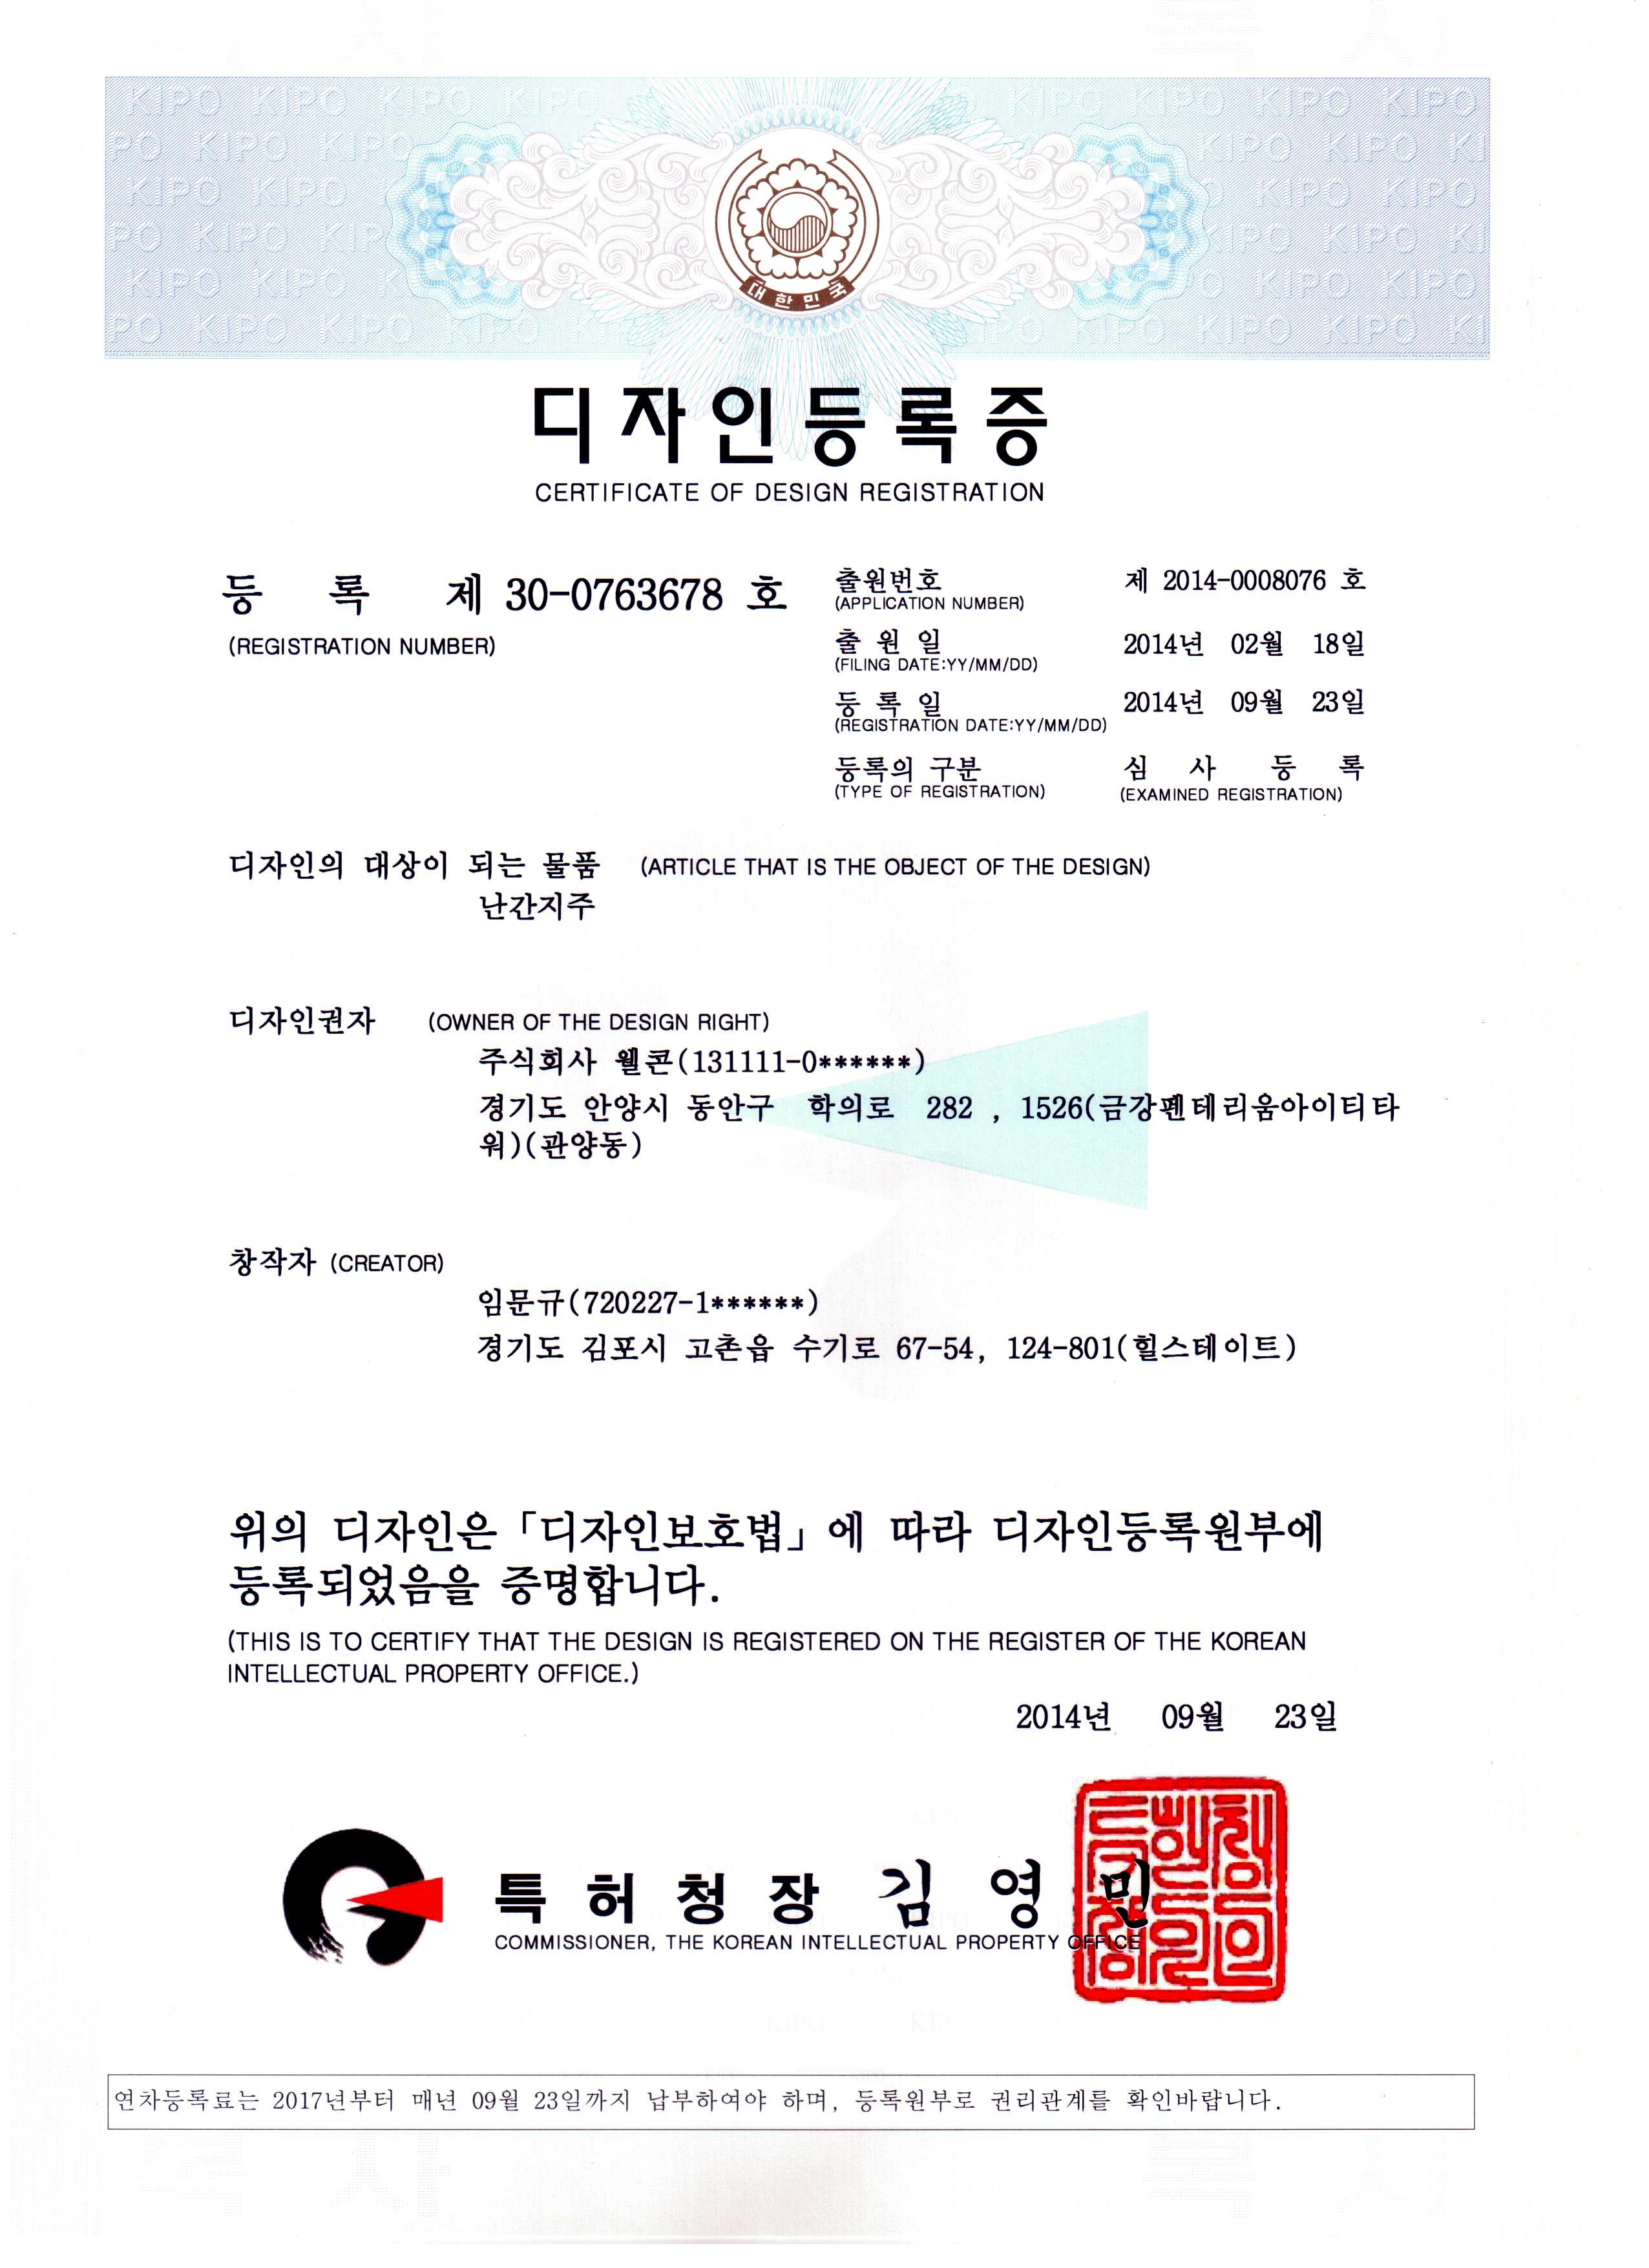 KIPO KIPO KIPO KIPO KIPO KIPO KIPO KIPO
대한민국
디자인등록증
CERTIFICATE OF DESIGN REGISTRATION
등 록 제 30-0763678 호
(REGISTRATION NUMBER)
출원번호 제 2014-0008076 호
(APPLICATION NUMBER)
출 원 일 2014년 02월 18일
(FILING DATE:YY/MM/DD)
등 록 일 2014년 09월 23일
(REGISTRATION DATE:YY/MM/DD)
등록의 구분 심 사 등 록
(TYPE OF REGISTRATION) (EXAMINED REGISTRATION)
디자인의 대상이 되는 물품 (ARTICLE THAT IS THE OBJECT OF THE DESIGN)
난간지주
디자인권자 (OWNER OF THE DESIGN RIGHT)
주식회사 웰콘(131111-0******)
경기도 안양시 동안구 학의로 282 , 1526(금강펜테리움아이티타
워)(관양동)
창작자 (CREATOR)
임문규(720227-1******)
경기도 김포시 고촌읍 수기로 67-54, 124-801(힐스테이트)
위의 디자인은 「디자인보호법」에 따라 디자인등록원부에
등록되었음을 증명합니다.
(THIS IS TO CERTIFY THAT THE DESIGN IS REGISTERED ON THE REGISTER OF THE KOREAN
INTELLECTUAL PROPERTY OFFICE.)
2014년 09월 23일
특허청장 김영민
COMMISSIONER, THE KOREAN INTELLECTUAL PROPERTY OFFICE
연차등록료는 2017년부터 매년 09월 23일까지 납부하여야 하며, 등록원부로 권리관계를 확인바랍니다.